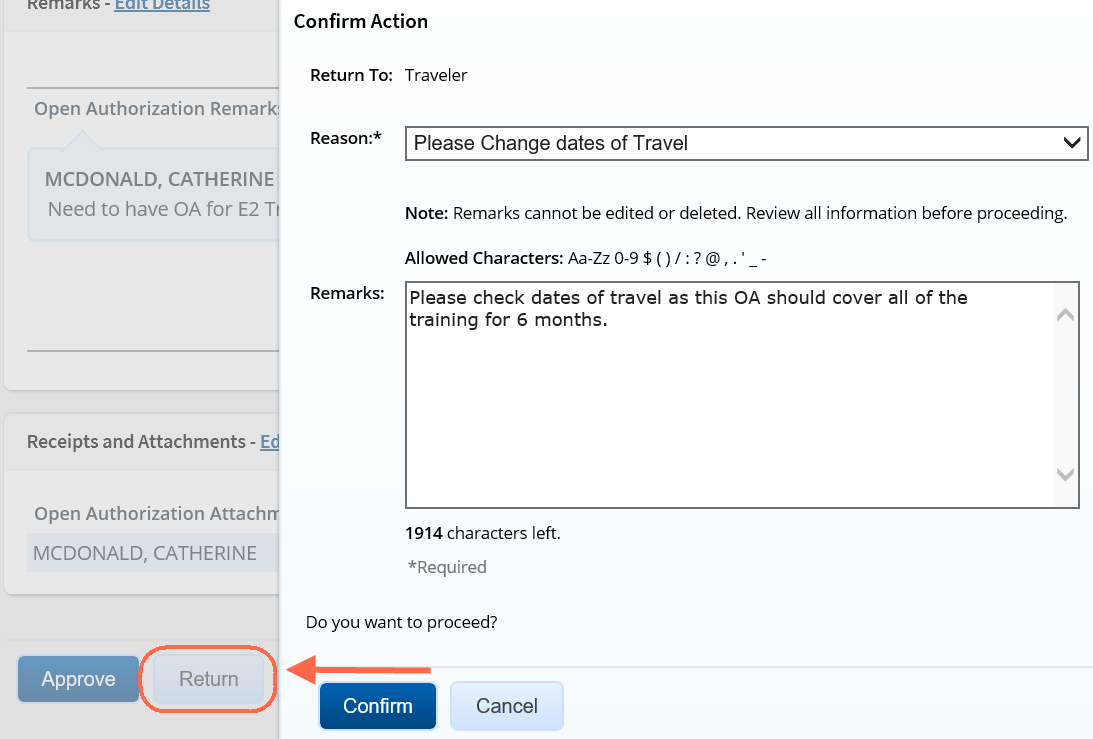 Remarks - Edit Details
Open Authorization Remark
MCDONALD, CATHERINE
Need to have OA for E2 T
Receipts and Attachments - Ed
Open Authorization Attachm
MCDONALD, CATHERINE
Approve
Return
Confirm Action
Return To: Traveler
Reason:* Please Change dates of Travel
Note: Remarks cannot be edited or deleted. Review all information before proceeding.
Allowed Characters: Aa-Zz 0-9 $ ( ) / : ? @ , . ' _ -
Remarks: Please check dates of travel as this OA should cover all of the
training for 6 months.
1914 characters left.
*Required
Do you want to proceed?
Confirm
Cancel